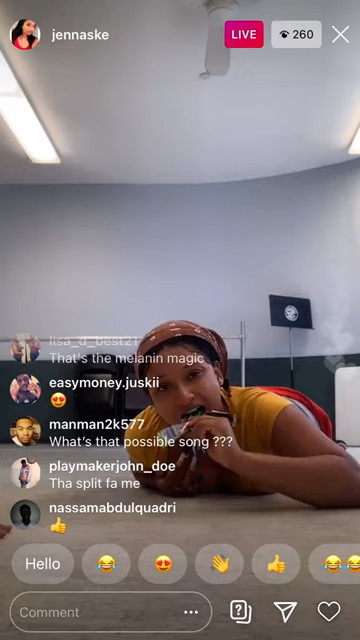 jennaske
LIVE
260
lisa_d_best21
That's the melanin magic
easymoney.juskii
😍
manman2k577
What's that possible song ???
playmakerjohn_doe
Tha split fa me
nassamabdulquadri
👍
Hello 😂 😍 👋 👍 😂😂
Comment